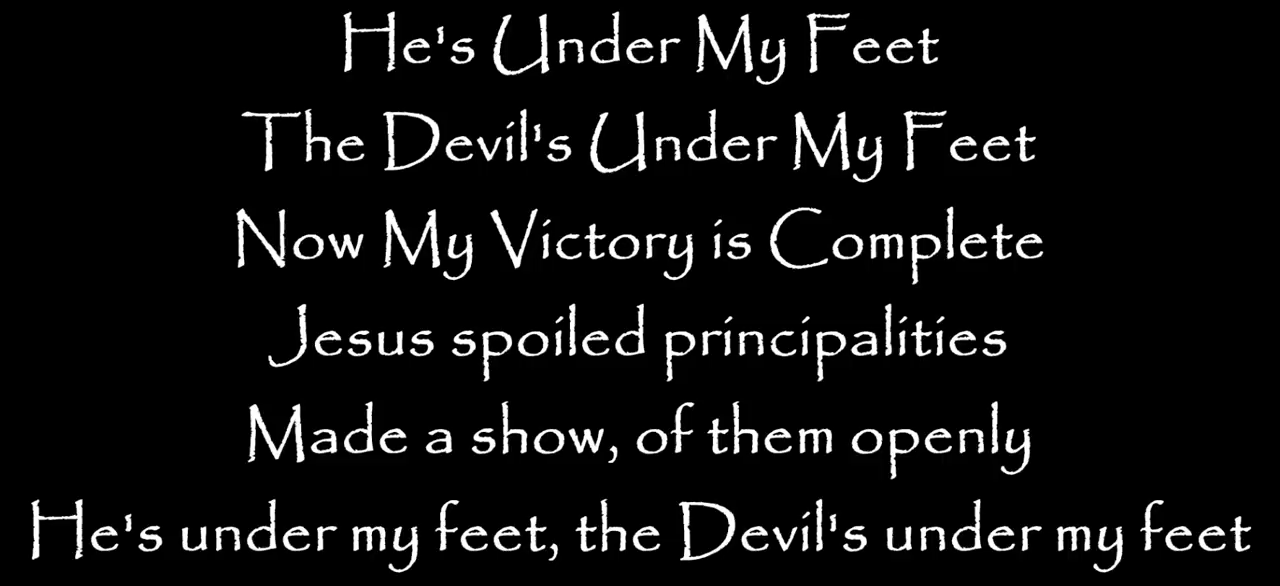 He's Under My Feet
The Devil's Under My Feet
Now My Victory is Complete
Jesus spoiled principalities
Made a show, of them openly
He's under my feet, the Devil's under my feet